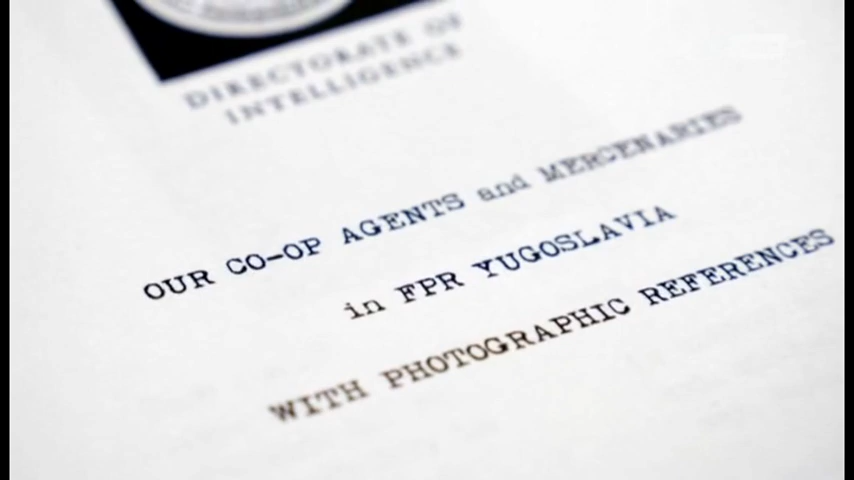 DIRECTORATE OF
INTELLIGENCE
OUR CO-OP AGENTS and MERCENARIES
in FPR YUGOSLAVIA
WITH PHOTOGRAPHIC REFERENCES